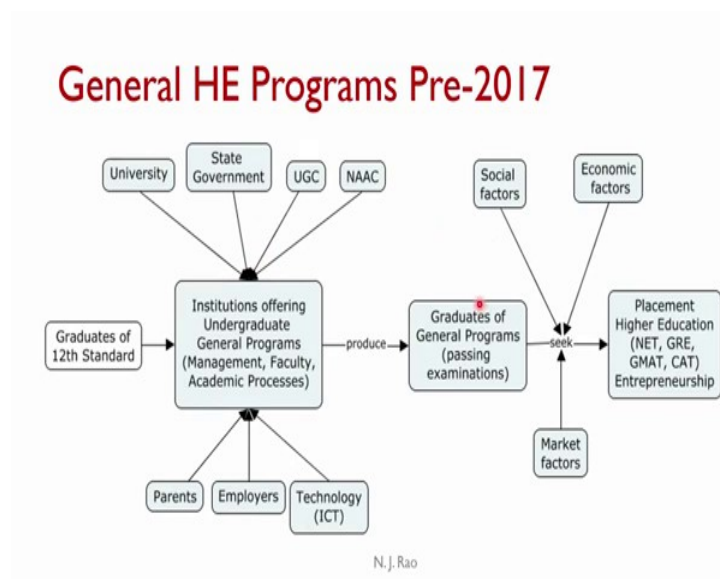 General HE Programs Pre-2017
University
State
Government
UGC
NAAC
Social
factors
Economic
factors
Graduates of
12th Standard
Institutions offering
Undergraduate
General Programs
(Management, Faculty,
Academic Processes)
produce
Graduates of
General Programs
(passing
examinations)
seek
Placement
Higher Education
(NET, GRE,
GMAT, CAT)
Entrepreneurship
Parents
Employers
Technology
(ICT)
Market
factors
N. J. Rao